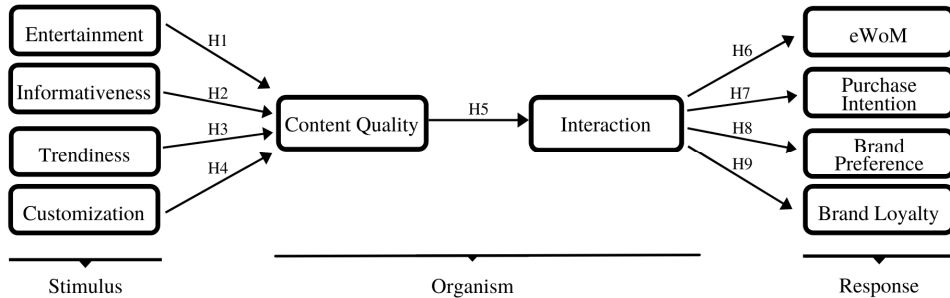 Entertainment
Informativeness
Trendiness
Customization
H1
H2
H3
H4
Content Quality
H5
Interaction
H6
H7
H8
H9
eWoM
Purchase
Intention
Brand
Preference
Brand Loyalty
Stimulus
Organism
Response